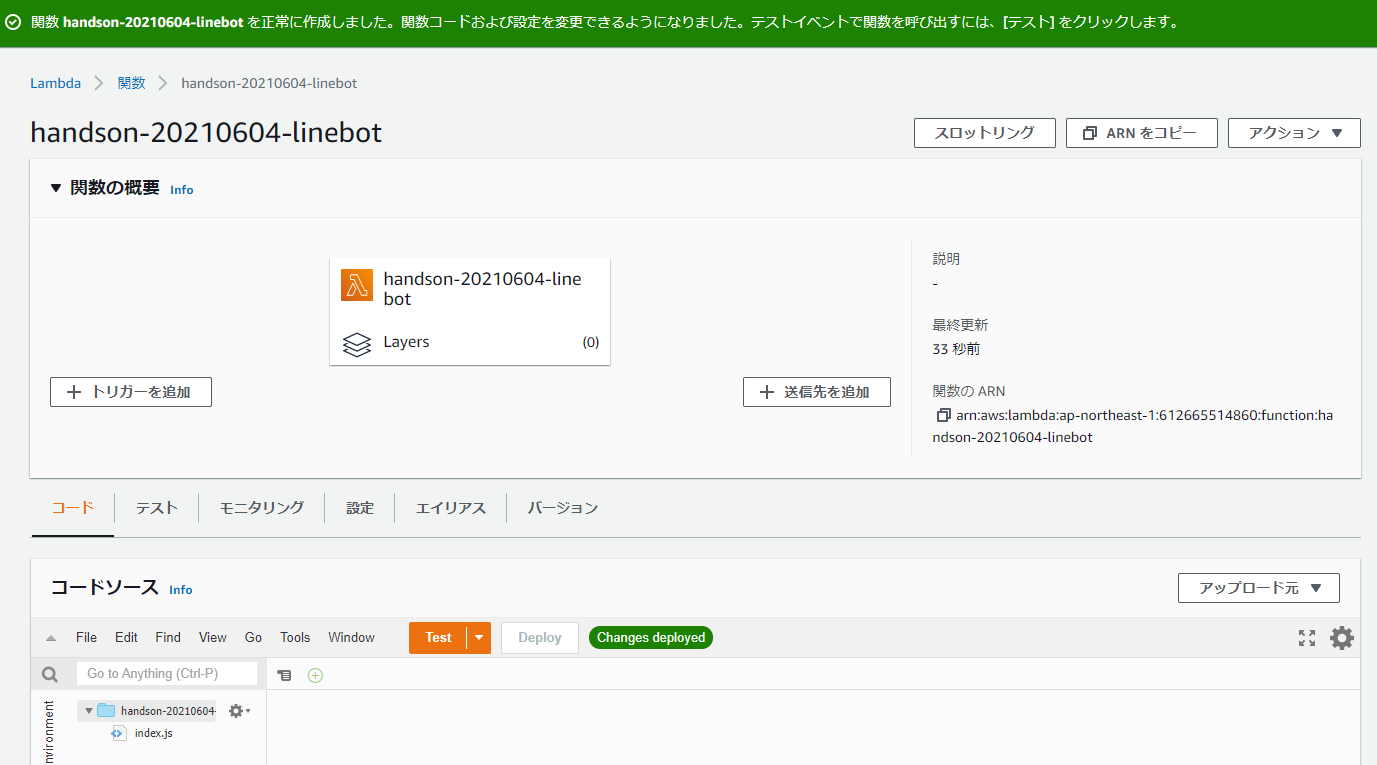 関数 handson-20210604-linebot を正常に作成しました。関数コードおよび設定を変更できるようになりました。テストイベントで関数を呼び出すには、[テスト] をクリックします。
Lambda 関数 handson-20210604-linebot
handson-20210604-linebot
スロットリング ARN をコピー アクション
関数の概要 Info
handson-20210604-line
bot
Layers (0)
トリガーを追加
送信先を追加
説明
-
最終更新
33 秒前
関数の ARN
arn:aws:lambda:ap-northeast-1:612665514860:function:ha
ndson-20210604-linebot
コード テスト モニタリング 設定 エイリアス バージョン
コードソース Info
アップロード元
File Edit Find View Go Tools Window Test Deploy Changes deployed
Go to Anything (Ctrl-P)
nvironment
handson-20210604-
index.js